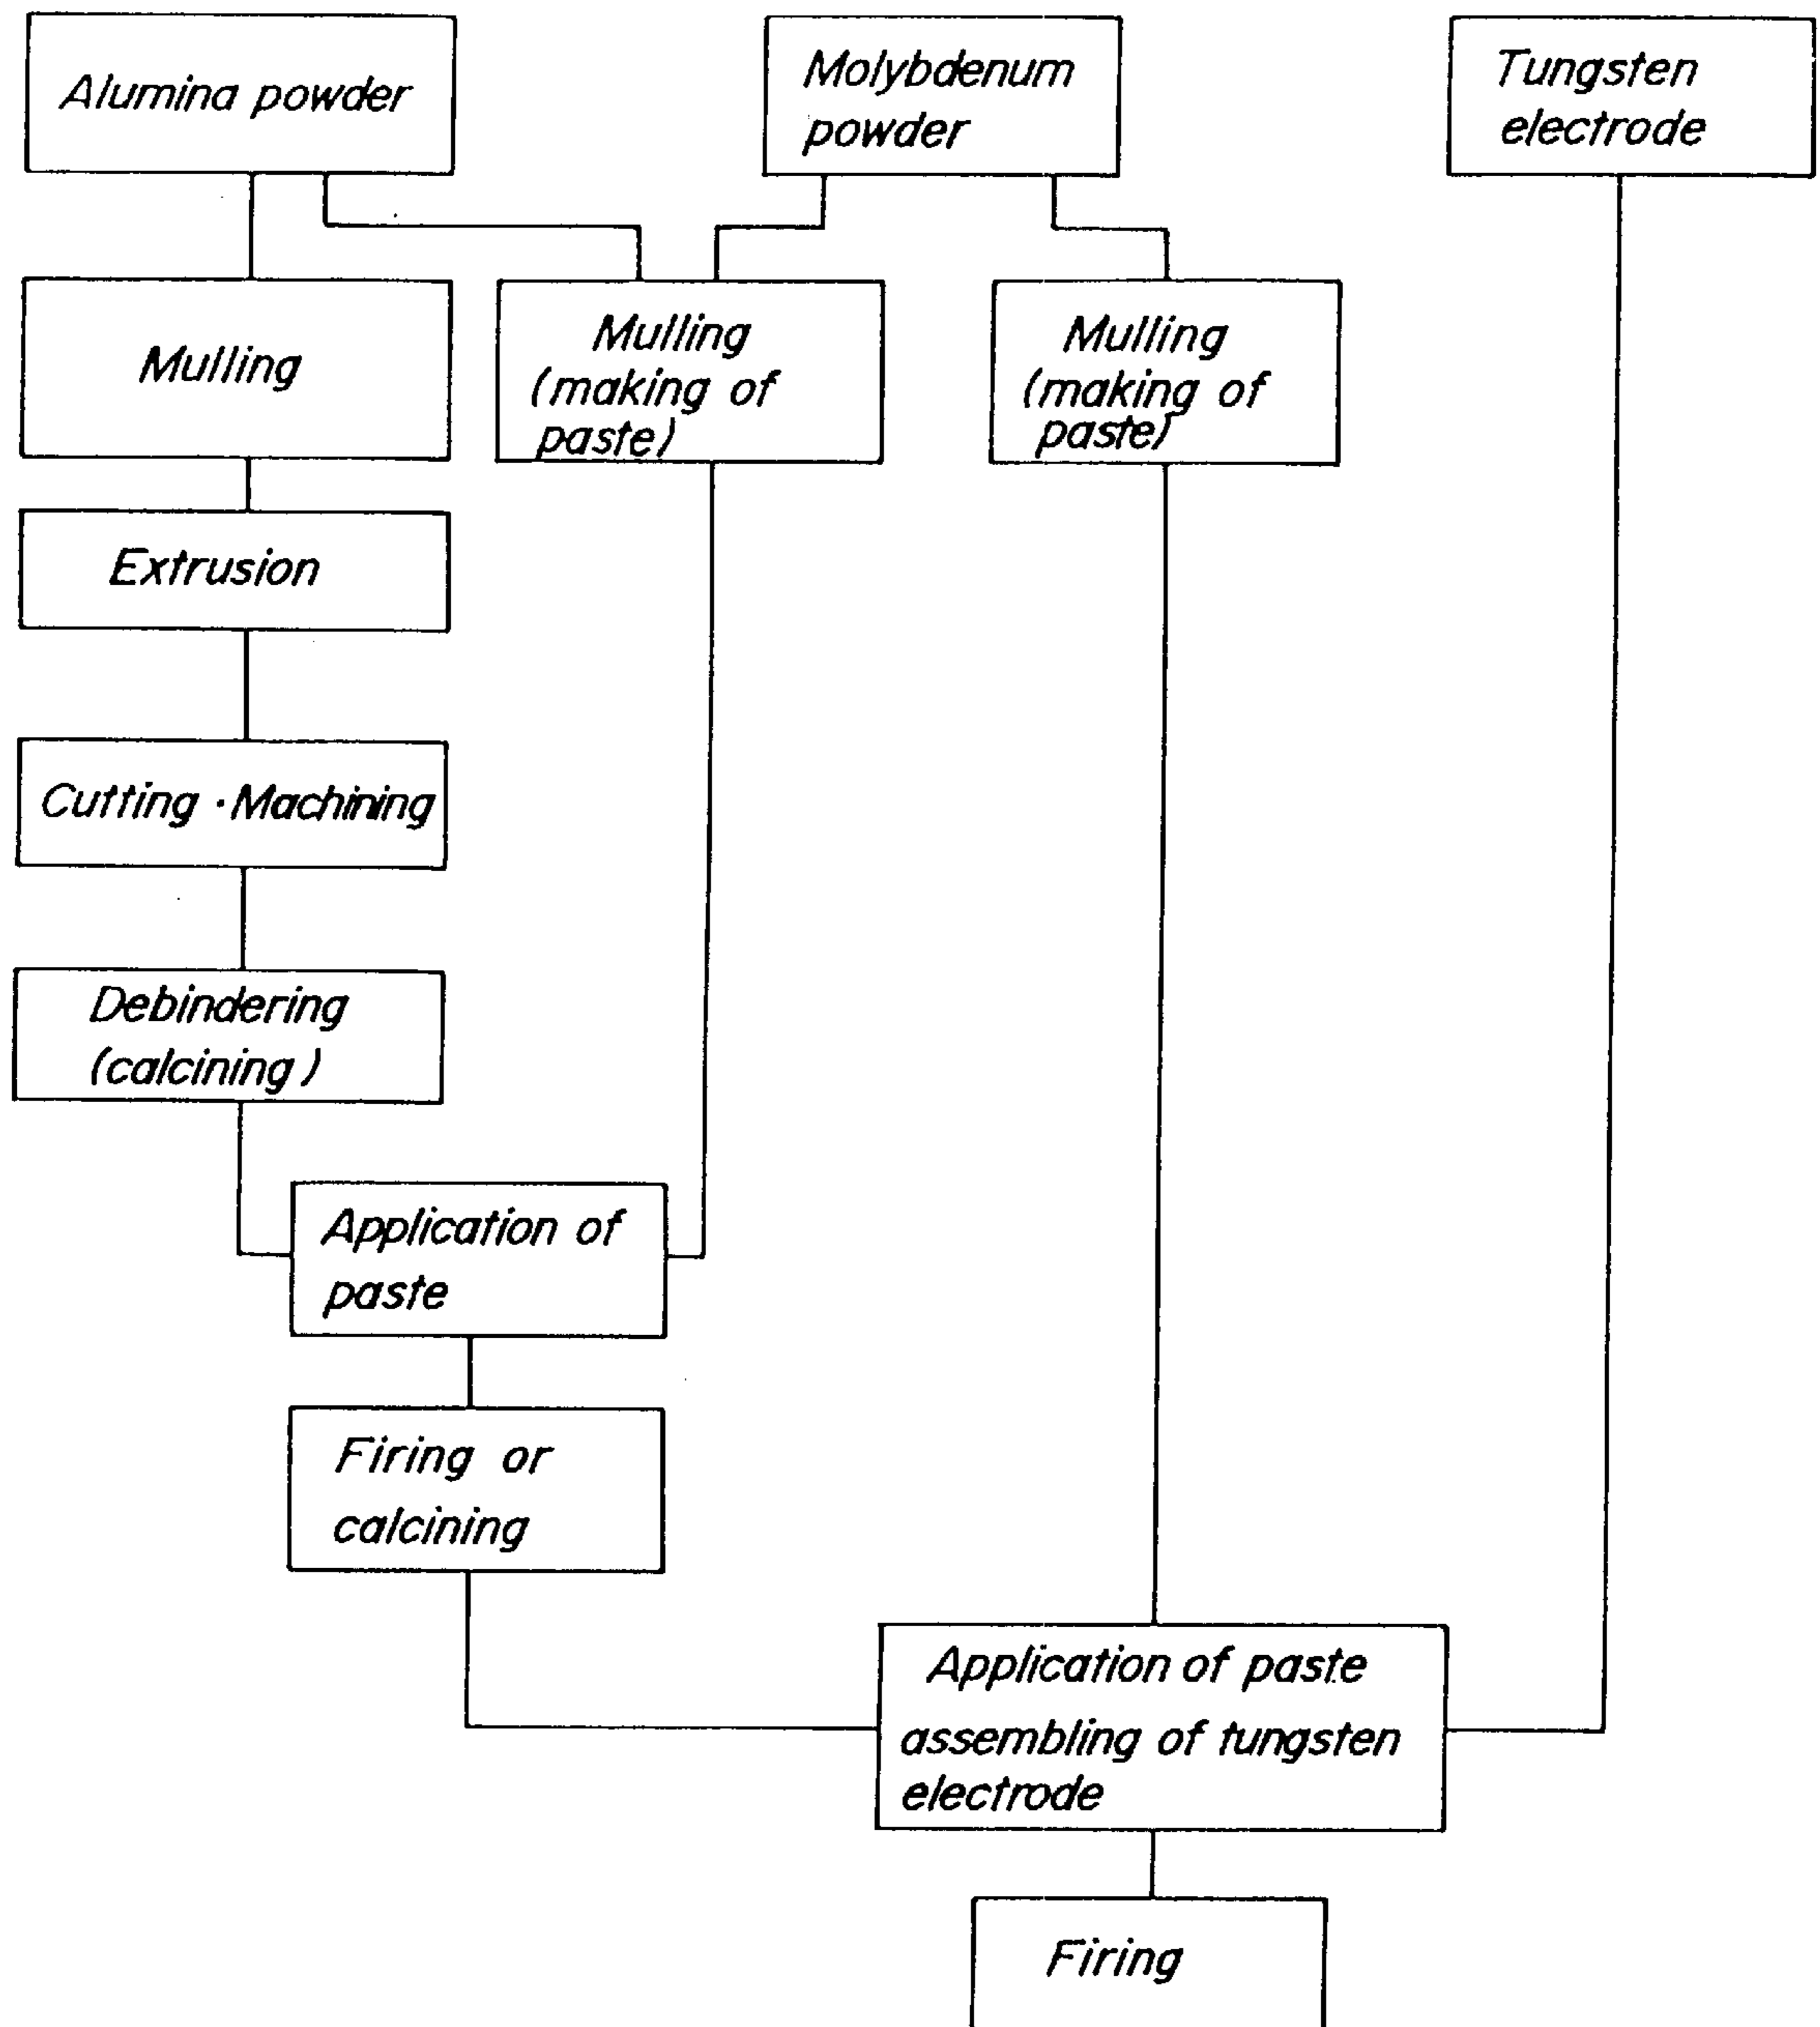 Alumina powder
Molybdenum
powder
Tungsten
electrode
Mulling
Mulling
(making of
paste)
Mulling
(making of
paste)
Extrusion
Cutting · Machining
Debindering
(calcining)
Application of
paste
Firing or
calcining
Application of paste
assembling of tungsten
electrode
Firing